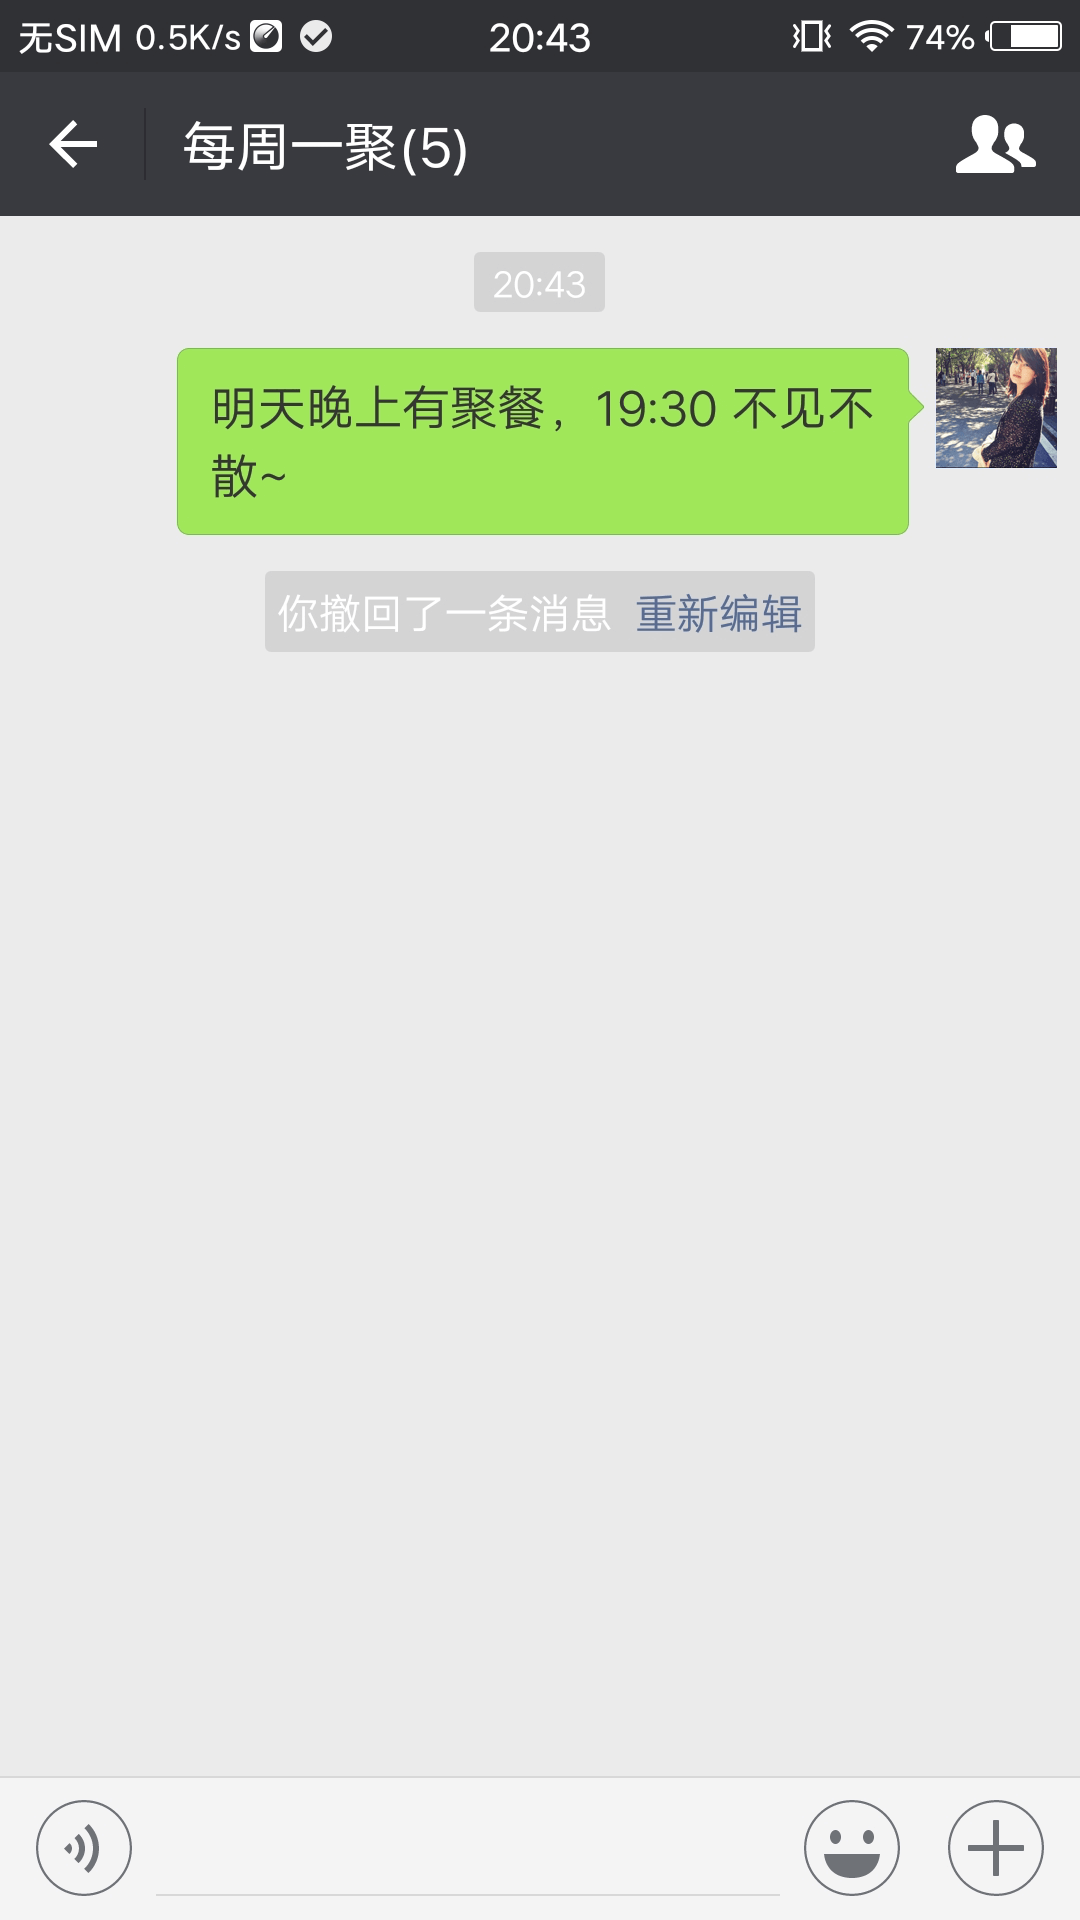 无SIM 0.5K/s 20:43 74%
每周一聚(5)
20:43
明天晚上有聚餐，19:30 不见不
散~
你撤回了一条消息 重新编辑